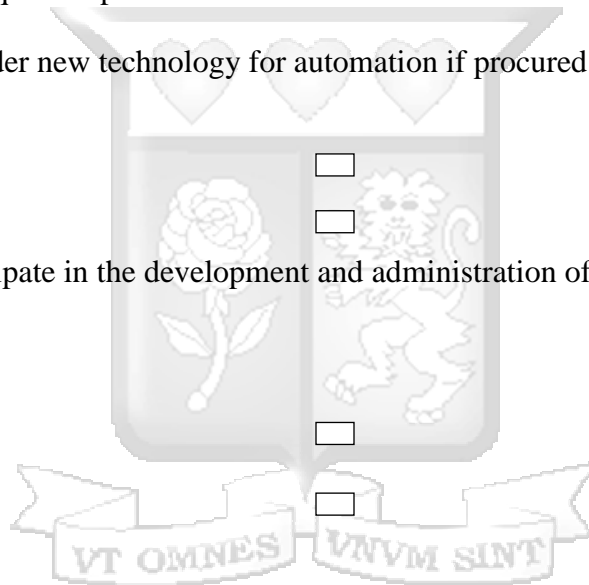 der new technology for automation if procured
pate in the development and administration of
VT OMNES VNVM SINT